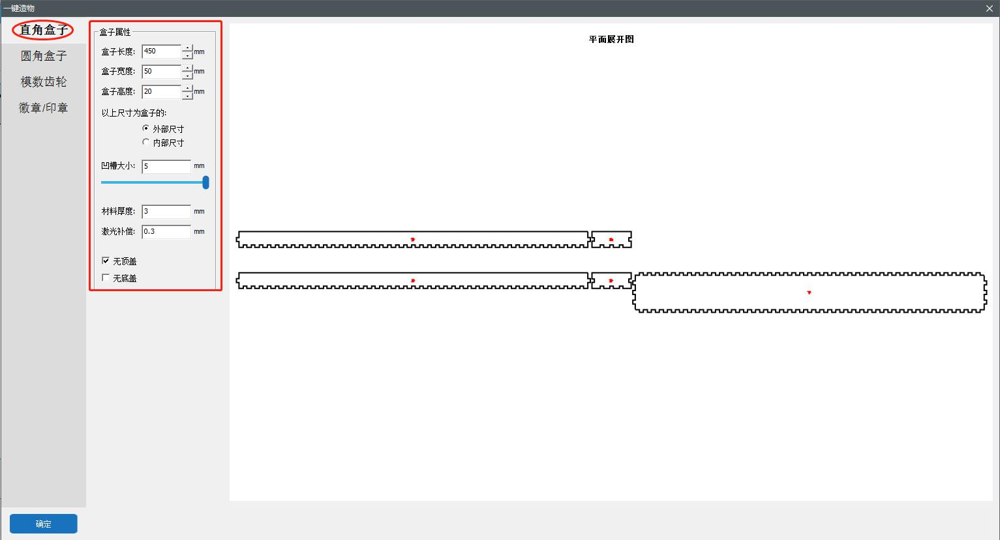 一键造物
直角盒子
圆角盒子
模数齿轮
徽章/印章
确定
盒子属性
盒子长度: 450 mm
盒子宽度: 50 mm
盒子高度: 20 mm
以上尺寸为盒子的:
外部尺寸
内部尺寸
凹槽大小: 5 mm
材料厚度: 3 mm
激光补偿: 0.3 mm
无顶盖
无底盖
平面展开图